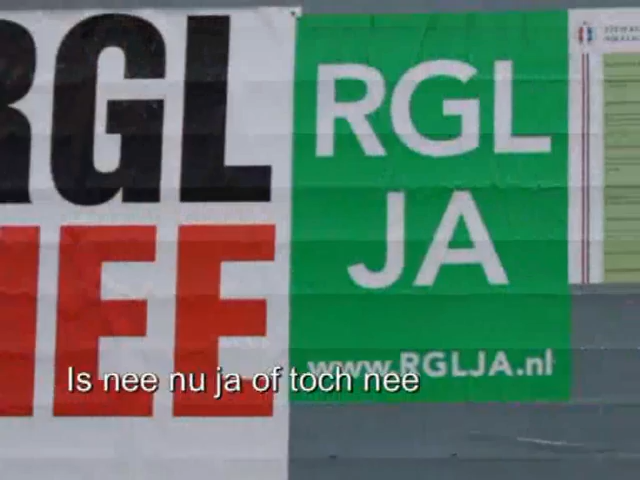 RGL
NEE
RGL
JA
www.RGLJA.nl
Is nee nu ja of toch nee